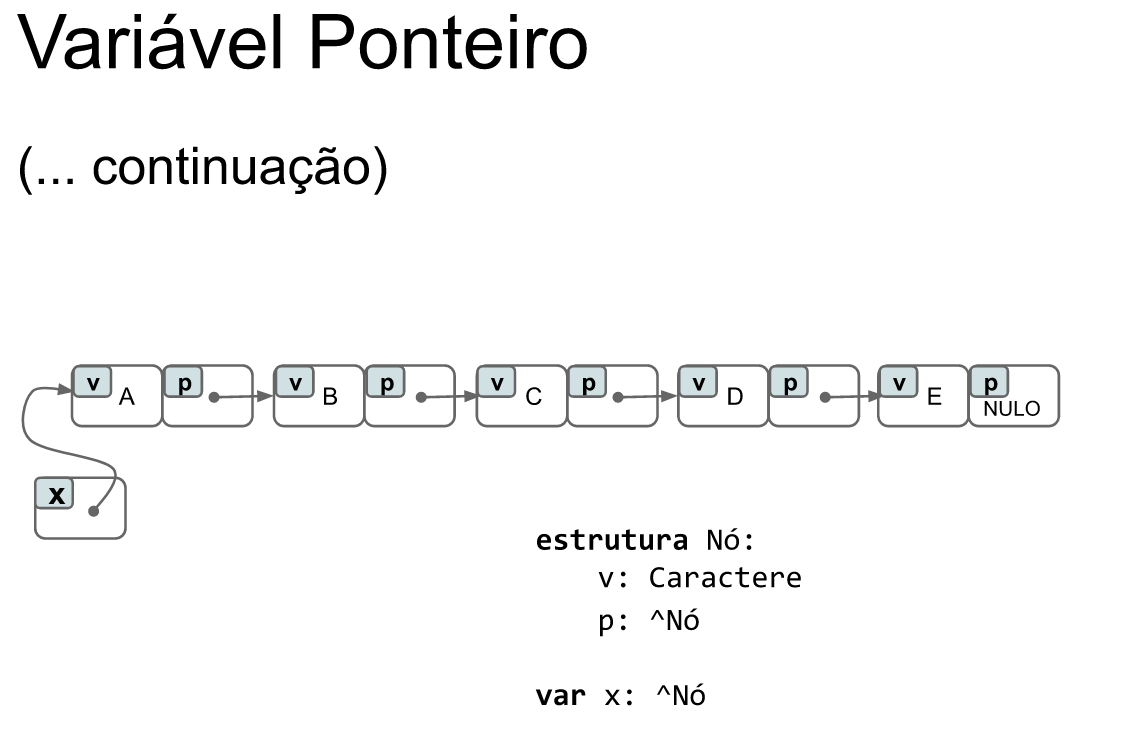 Variável Ponteiro
(... continuação)
v A p v B p v C p v D p v E p NULO
x
estrutura Nó:
v: Caractere
p: ^Nó
var x: ^Nó